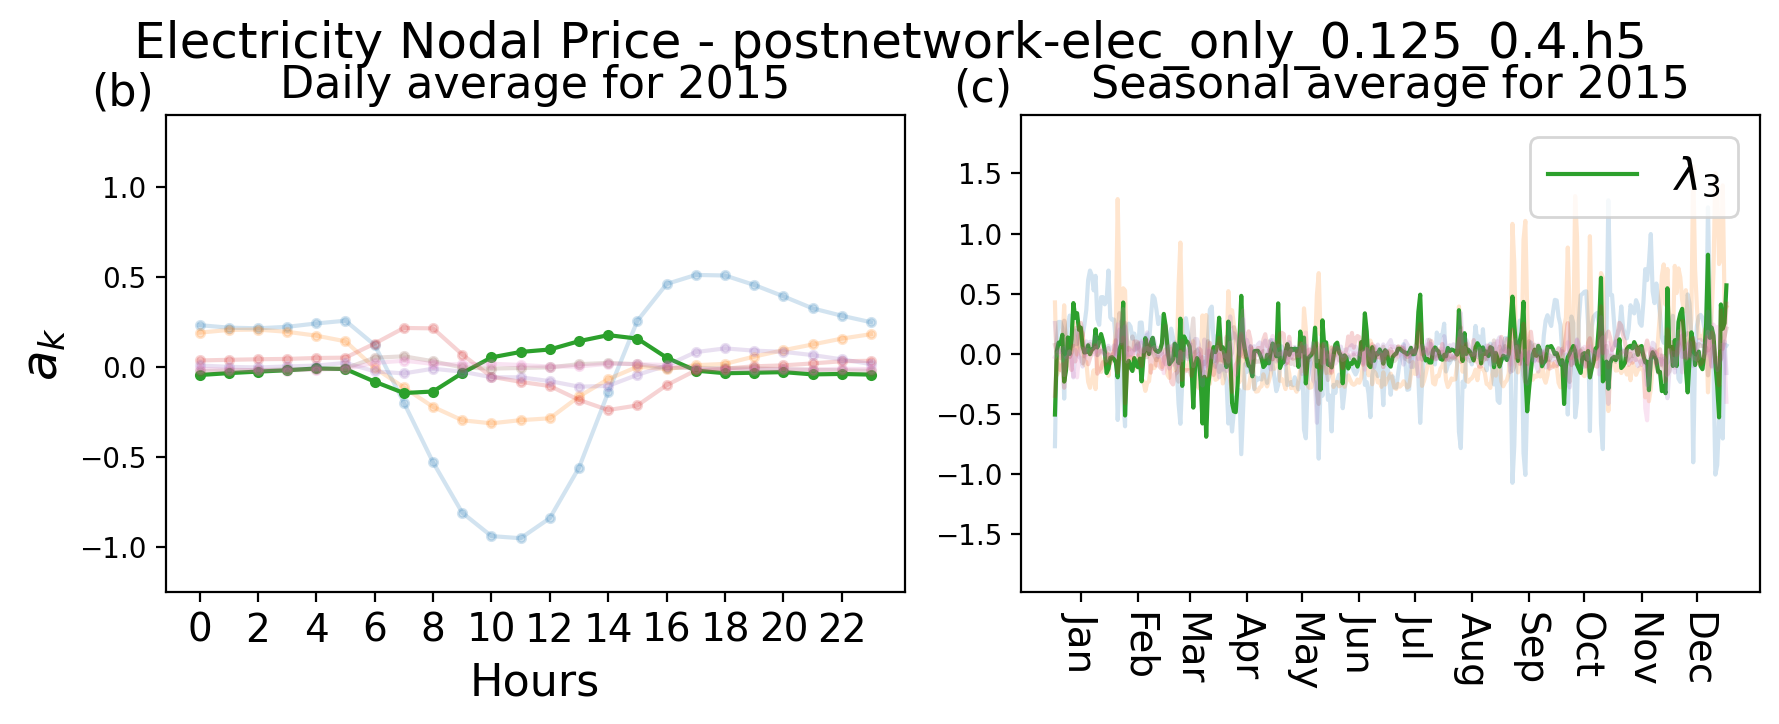 Electricity Nodal Price - postnetwork-elec_only_0.125_0.4.h5
(b) Daily average for 2015
1.0
0.5
0.0
−0.5
−1.0
a_k
0 2 4 6 8 10 12 14 16 18 20 22
Hours
(c) Seasonal average for 2015
λ_3
1.5
1.0
0.5
0.0
−0.5
−1.0
−1.5
Jan Feb Mar Apr May Jun Jul Aug Sep Oct Nov Dec